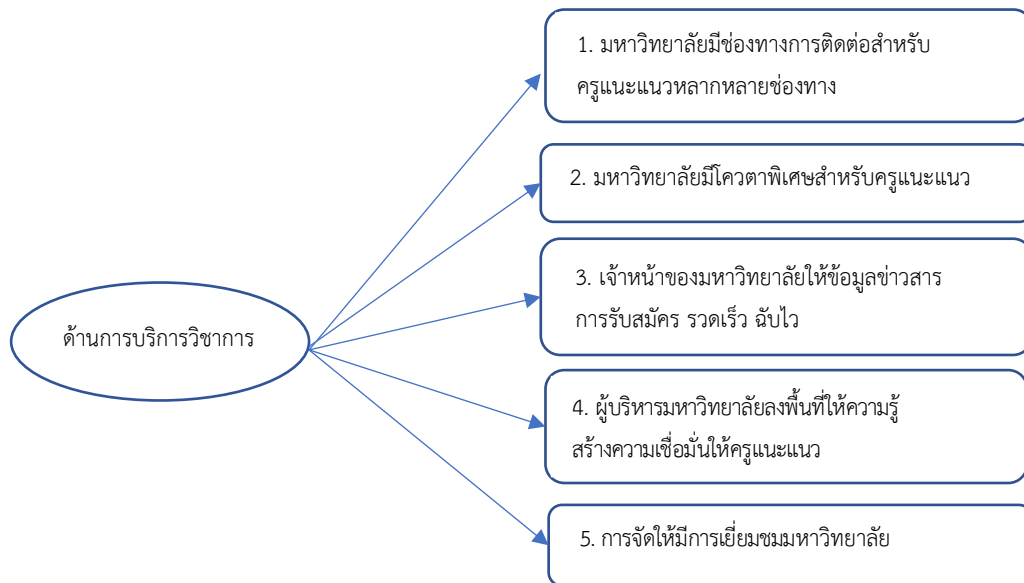 1. มหาวิทยาลัยมีช่องทางการติดต่อสำหรับ
ครูแนะแนวหลากหลายช่องทาง
2. มหาวิทยาลัยมีโควตาพิเศษสำหรับครูแนะแนว
3. เจ้าหน้าของมหาวิทยาลัยให้ข้อมูลข่าวสาร
การรับสมัคร รวดเร็ว ฉับไว
ด้านการบริการวิชาการ
4. ผู้บริหารมหาวิทยาลัยลงพื้นที่ให้ความรู้
สร้างความเชื่อมั่นให้ครูแนะแนว
5. การจัดให้มีการเยี่ยมชมมหาวิทยาลัย